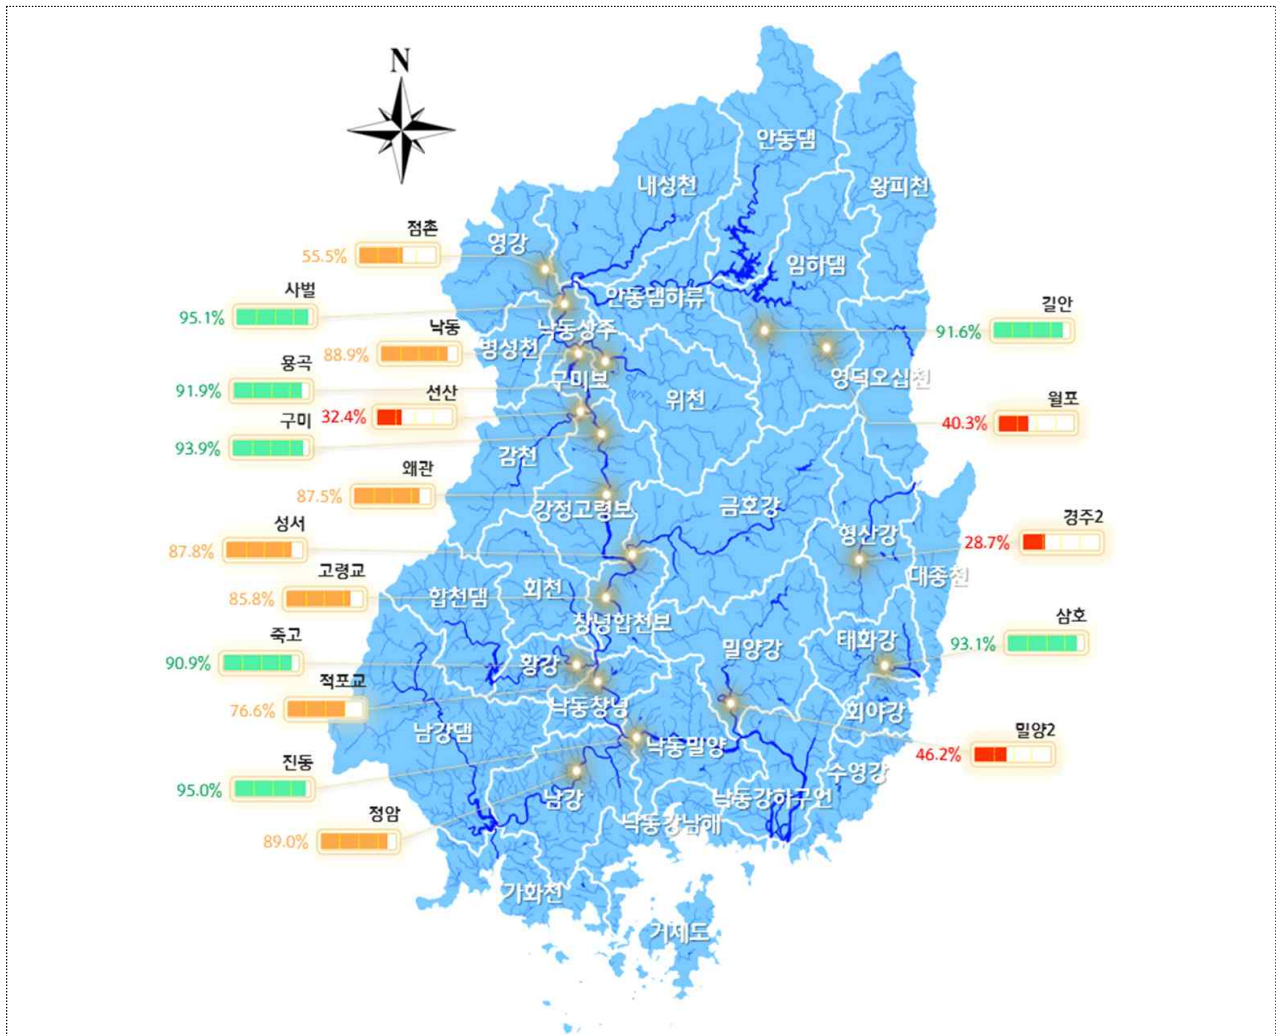 N
점촌
55.5%
사벌
95.1%
낙동
88.9%
용곡
91.9%
선산
32.4%
구미
93.9%
왜관
87.5%
성서
87.8%
고령교
85.8%
죽고
90.9%
적포교
76.6%
진동
95.0%
정암
89.0%
길안
91.6%
월포
40.3%
경주2
28.7%
삼호
93.1%
밀양2
46.2%
안동댐
내성천
왕피천
영강
임하댐
안동댐하류
낙동상주
병성천
구미보
위천
영덕오십천
감천
강정고령보
금호강
형산강
대종천
회천
합천댐
창녕합천보
밀양강
태화강
황강
낙동창녕
회야강
남강댐
낙동밀양
수영강
남강
낙동강하구언
낙동강남해
가화천
거제도